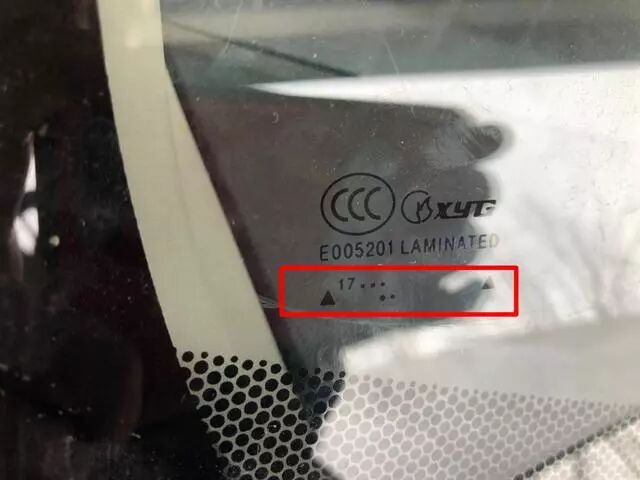 CCC XYG
E005201 LAMINATED
17...